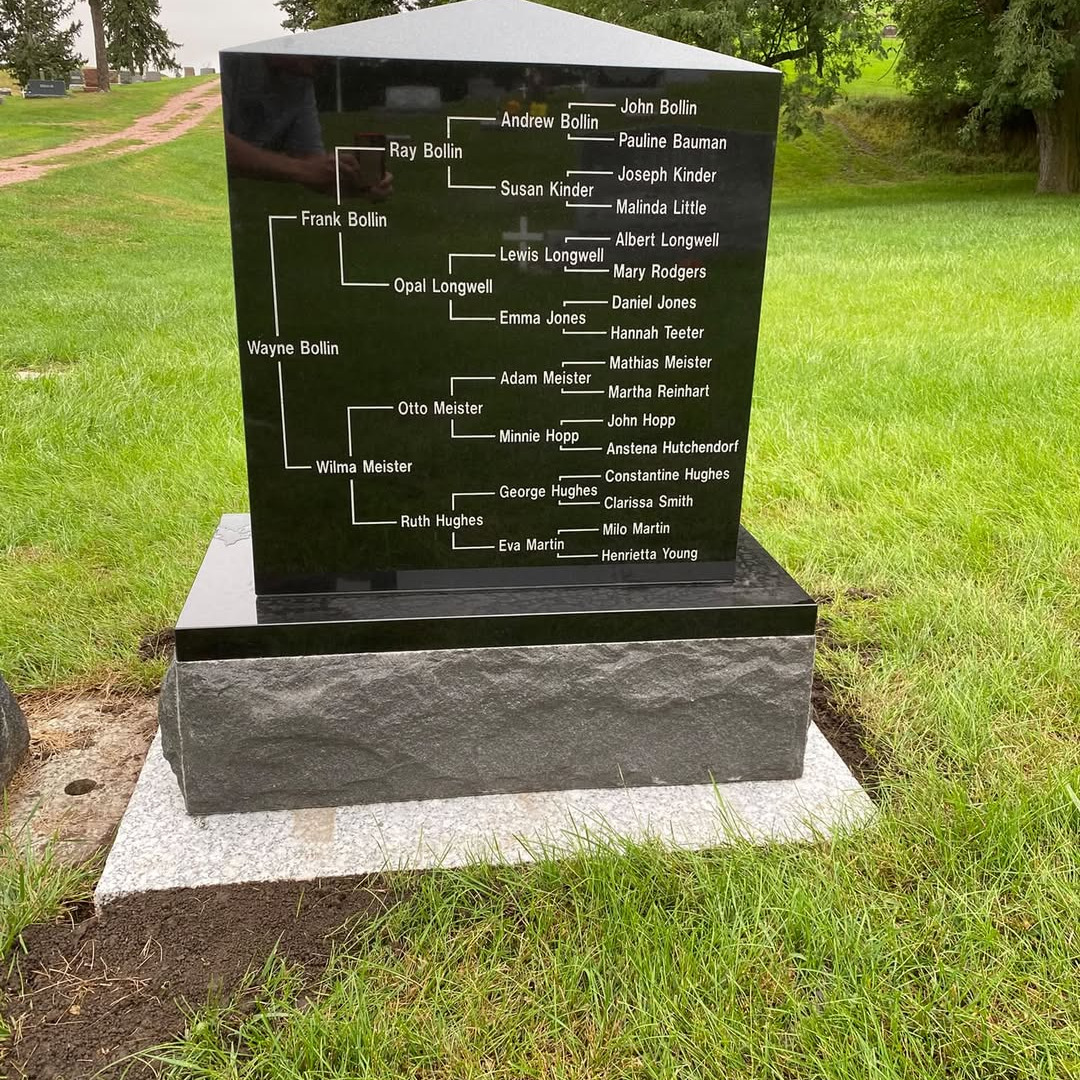 John Bollin
Andrew Bollin
Pauline Bauman
Ray Bollin
Joseph Kinder
Susan Kinder
Malinda Little
Frank Bollin
Albert Longwell
Lewis Longwell
Mary Rodgers
Opal Longwell
Daniel Jones
Emma Jones
Hannah Teeter
Wayne Bollin
Mathias Meister
Adam Meister
Martha Reinhart
Otto Meister
John Hopp
Minnie Hopp
Anstena Hutchendorf
Wilma Meister
Constantine Hughes
George Hughes
Clarissa Smith
Ruth Hughes
Milo Martin
Eva Martin
Henrietta Young